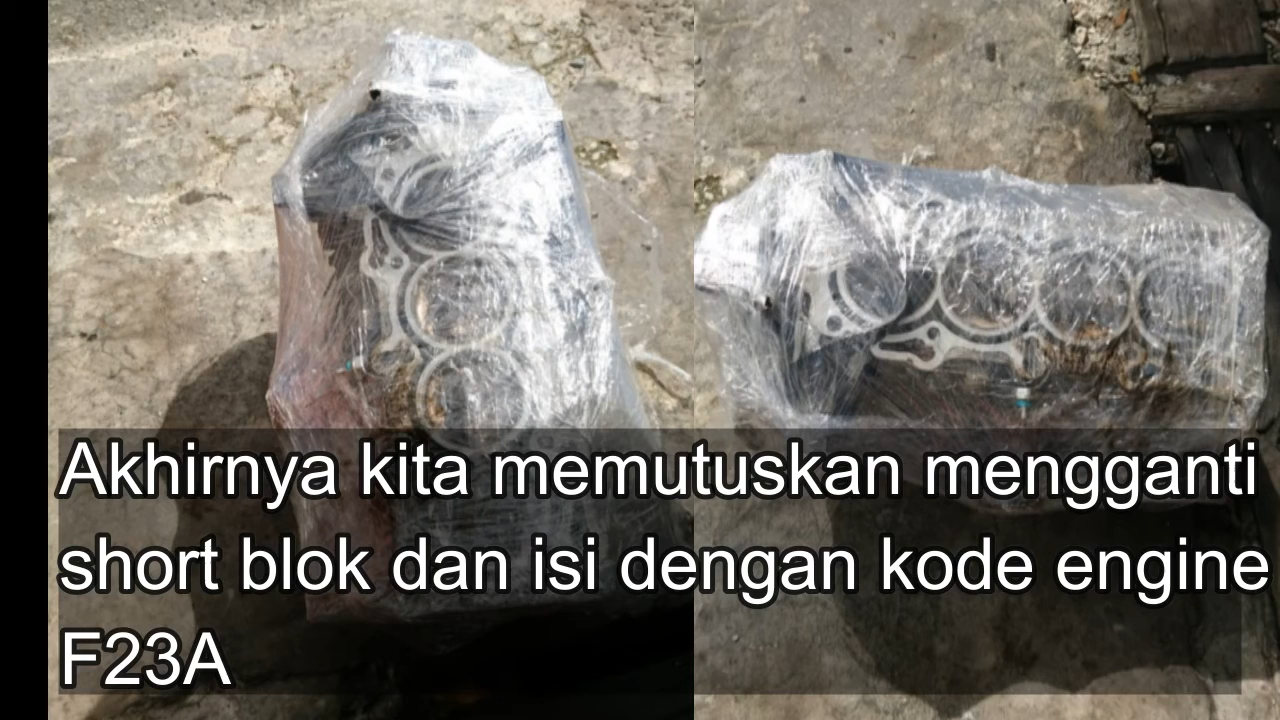 Akhirnya kita memutuskan mengganti
short blok dan isi dengan kode engine
F23A